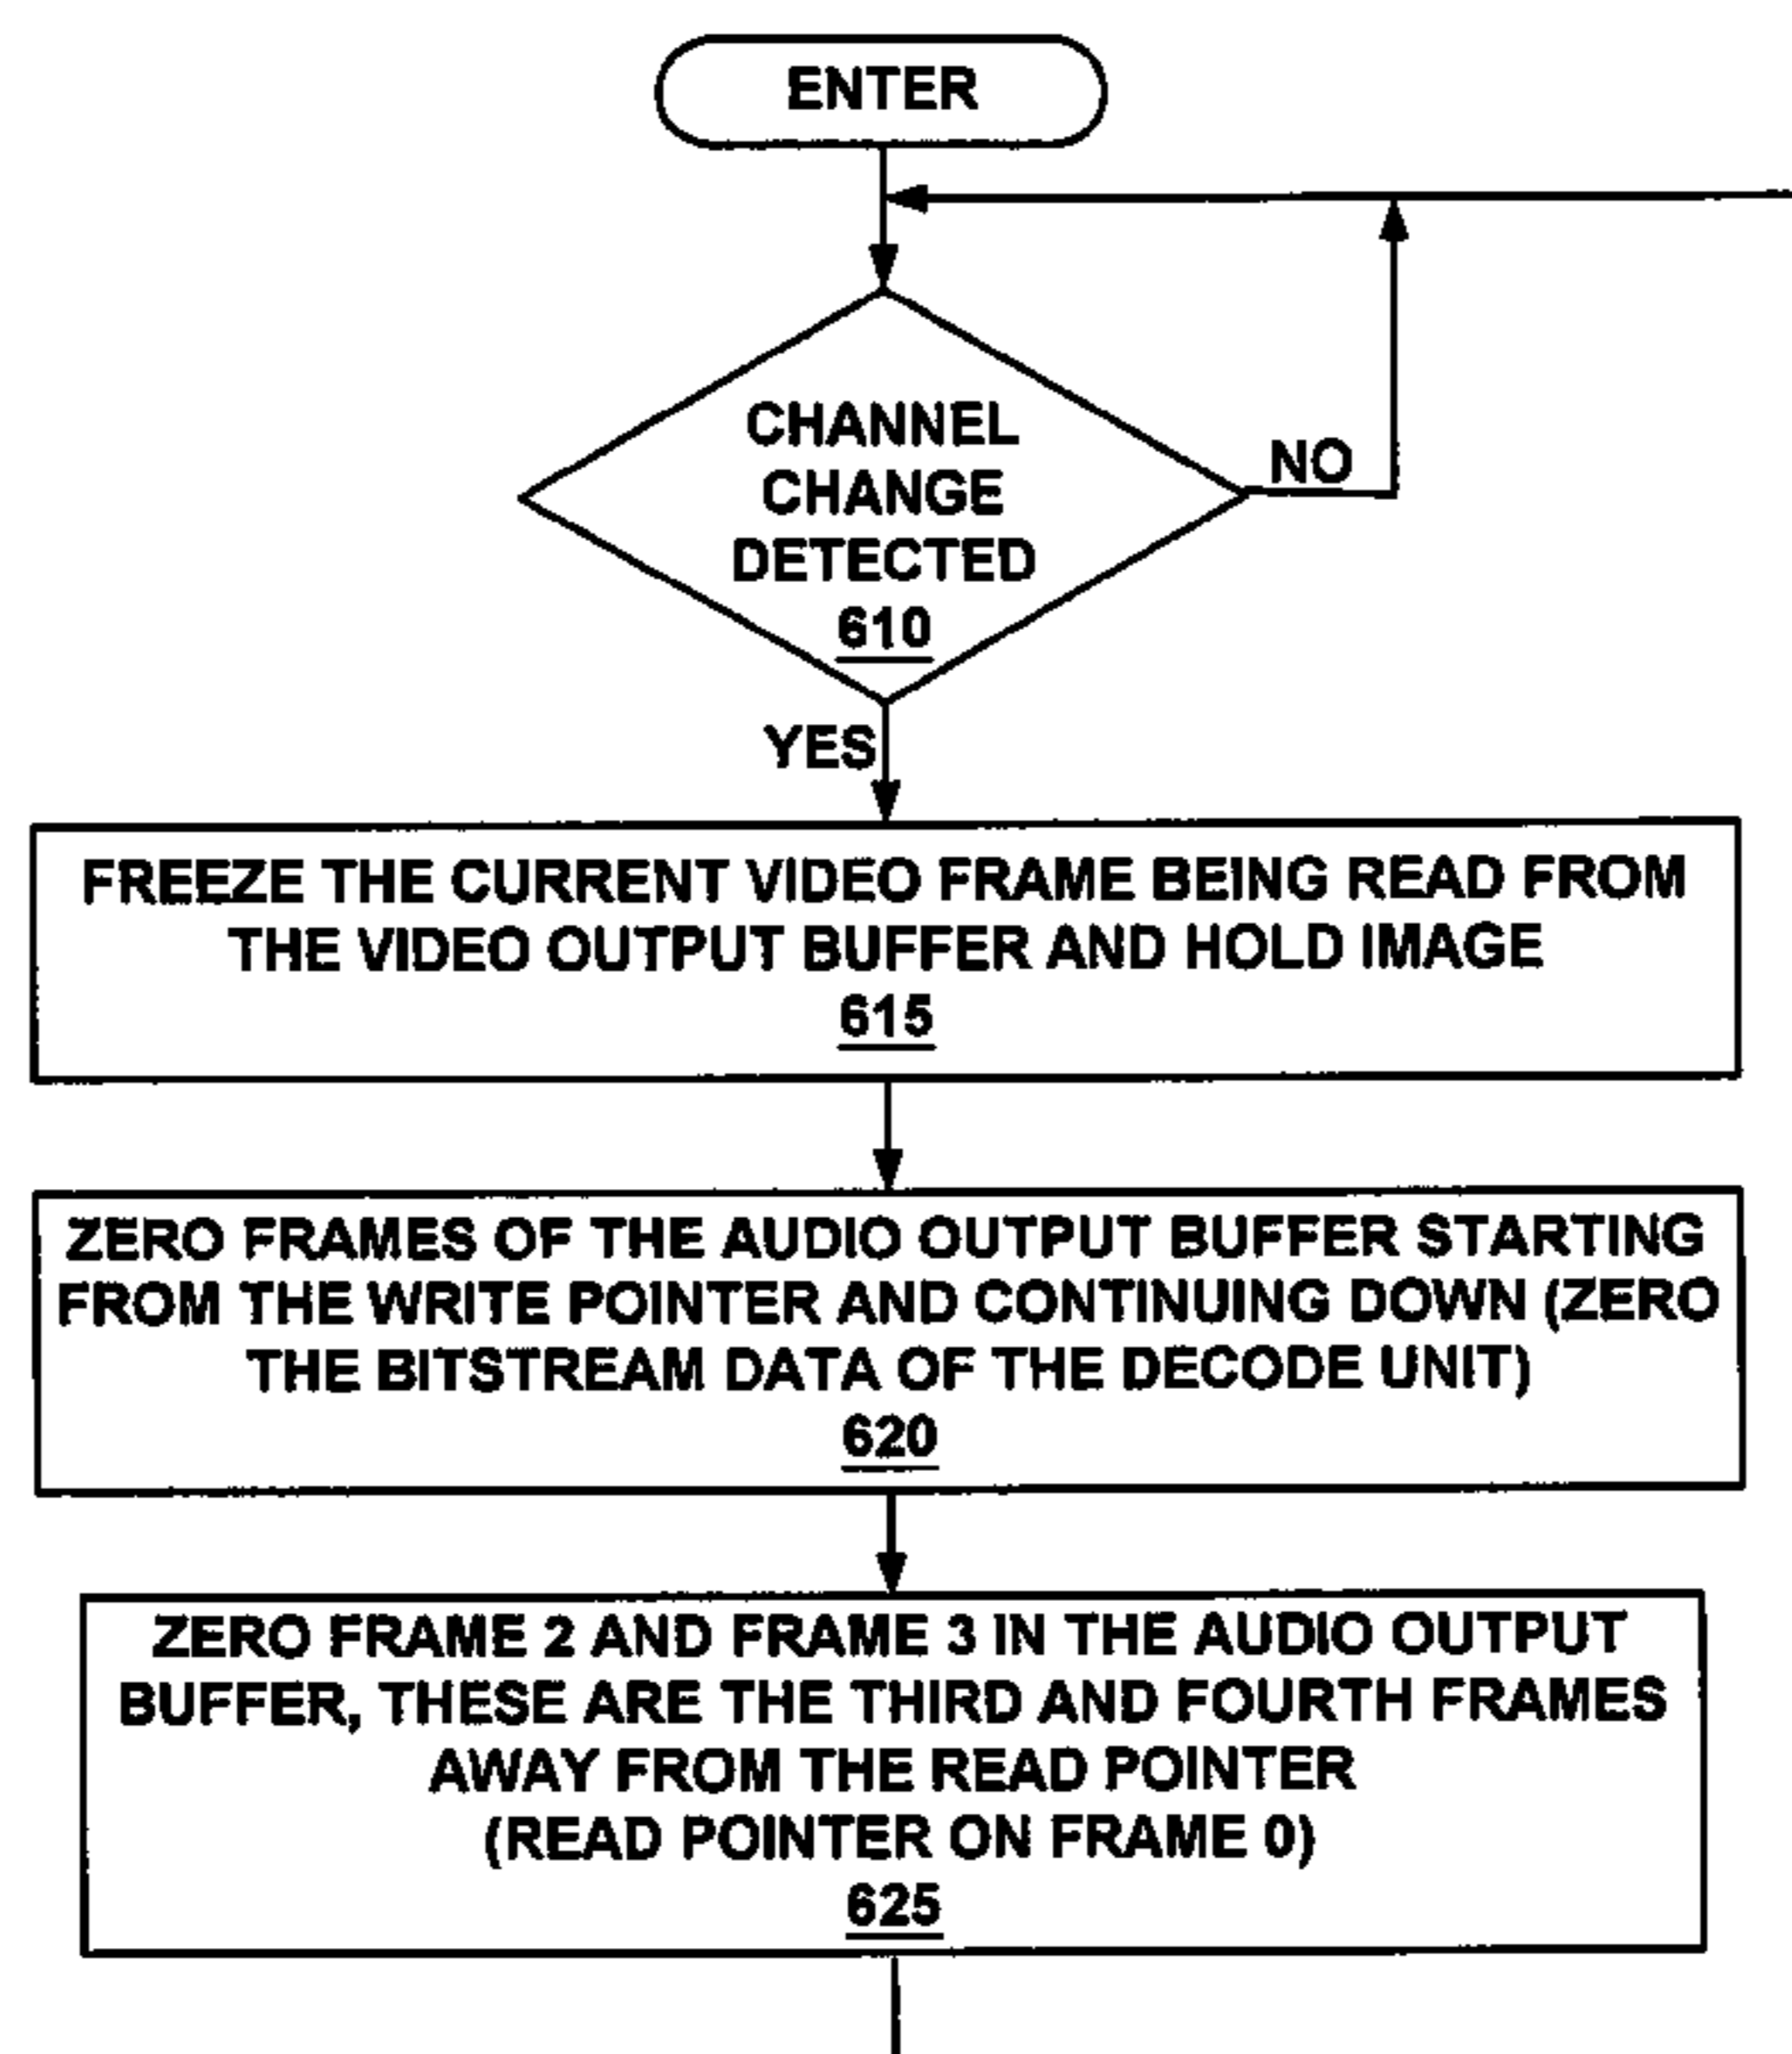 ENTER
CHANNEL
CHANGE
DETECTED
610
NO
YES
FREEZE THE CURRENT VIDEO FRAME BEING READ FROM
THE VIDEO OUTPUT BUFFER AND HOLD IMAGE
615
ZERO FRAMES OF THE AUDIO OUTPUT BUFFER STARTING
FROM THE WRITE POINTER AND CONTINUING DOWN (ZERO
THE BITSTREAM DATA OF THE DECODE UNIT)
620
ZERO FRAME 2 AND FRAME 3 IN THE AUDIO OUTPUT
BUFFER, THESE ARE THE THIRD AND FOURTH FRAMES
AWAY FROM THE READ POINTER
(READ POINTER ON FRAME 0)
625